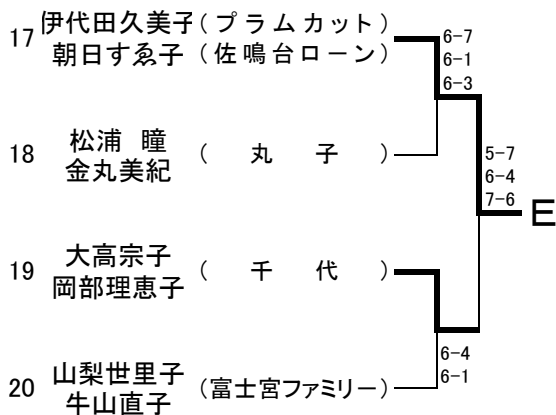 17 伊代田久美子 (プラムカット)
朝日すゑ子 (佐鳴台ローン)
6-7
6-1
6-3
18 松浦 瞳
金丸美紀 ( 丸 子 )
5-7
6-4
7-6
E
19 大高宗子
岡部理恵子 ( 千 代 )
6-4
6-1
20 山梨世里子
牛山直子 (富士宮ファミリー)